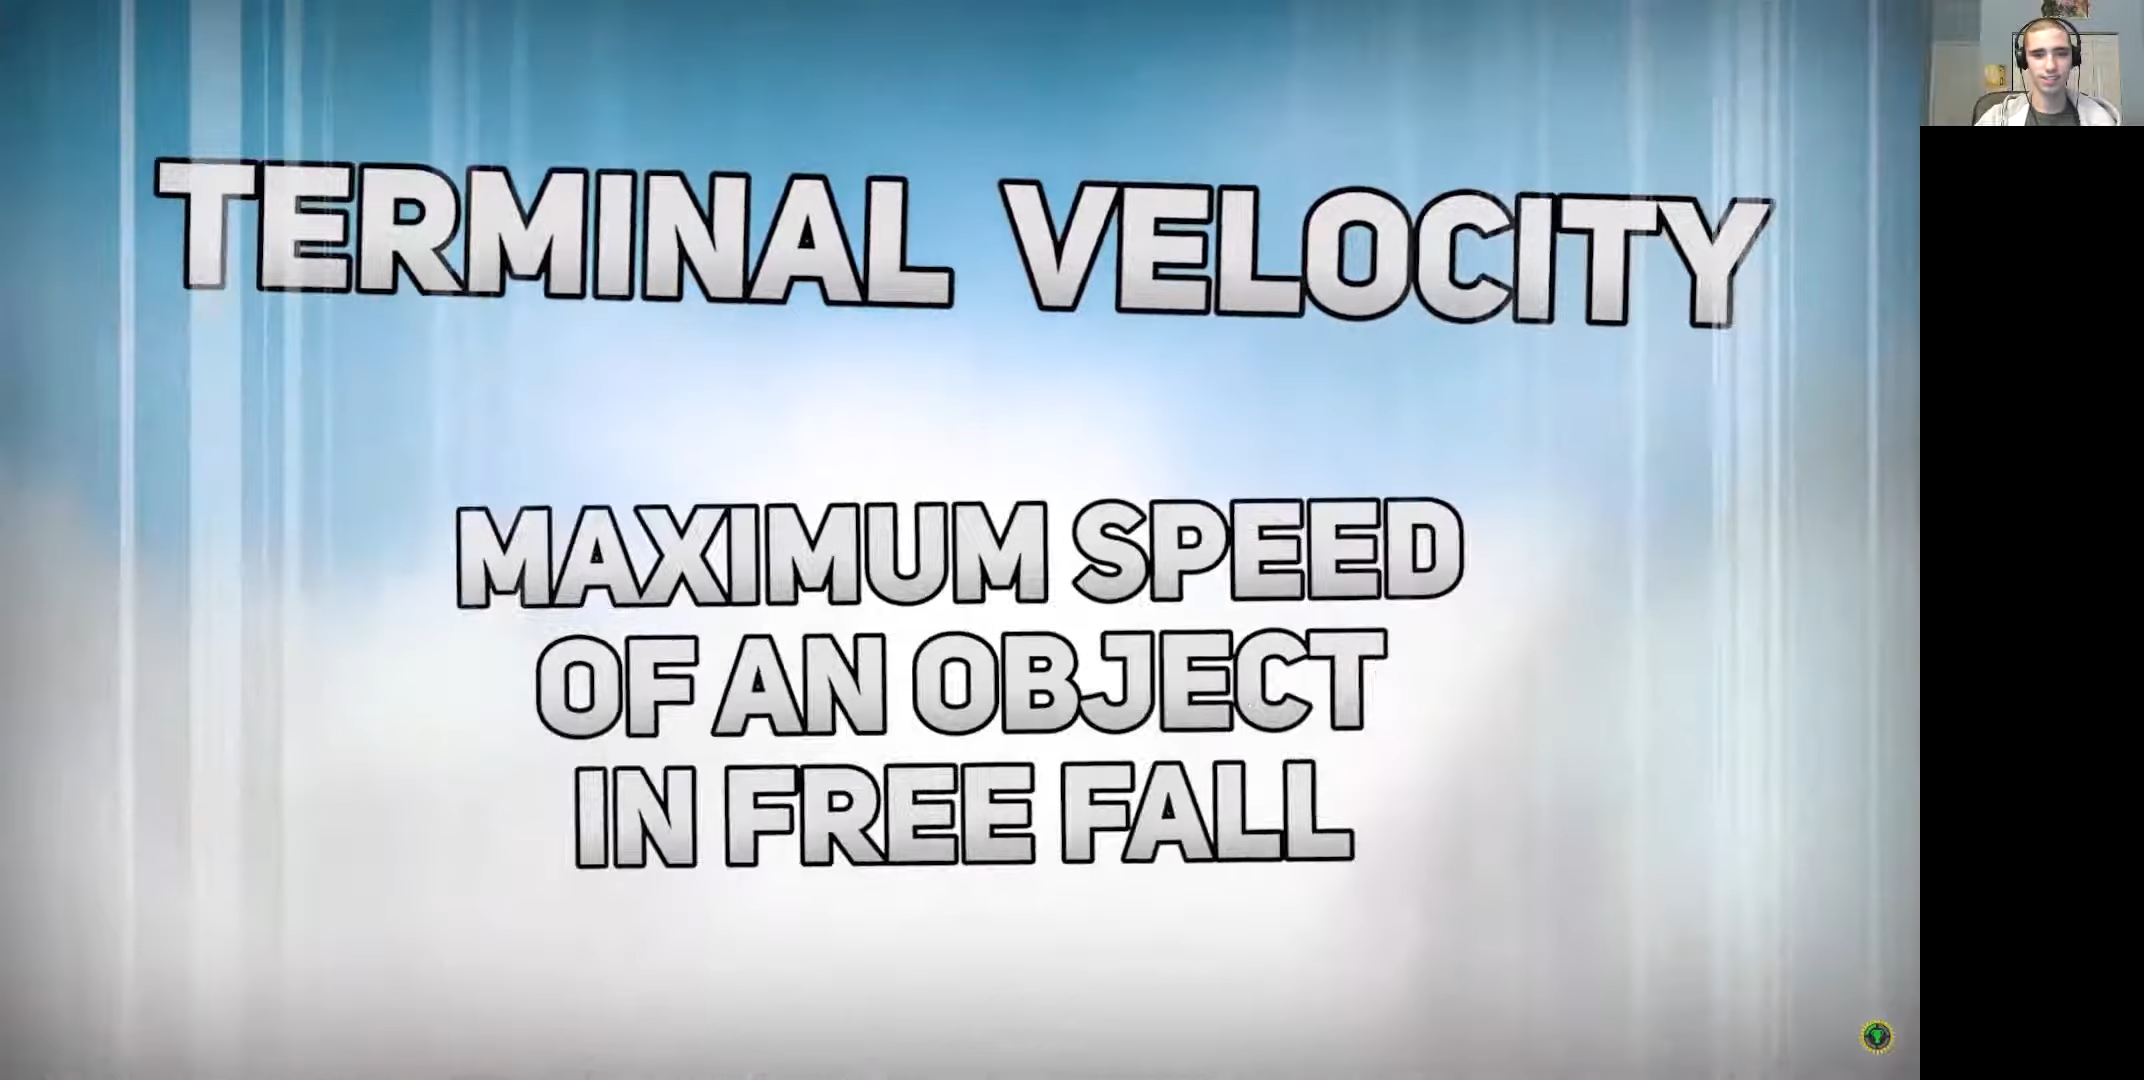 TERMINAL VELOCITY
MAXIMUM SPEED
OF AN OBJECT
IN FREE FALL